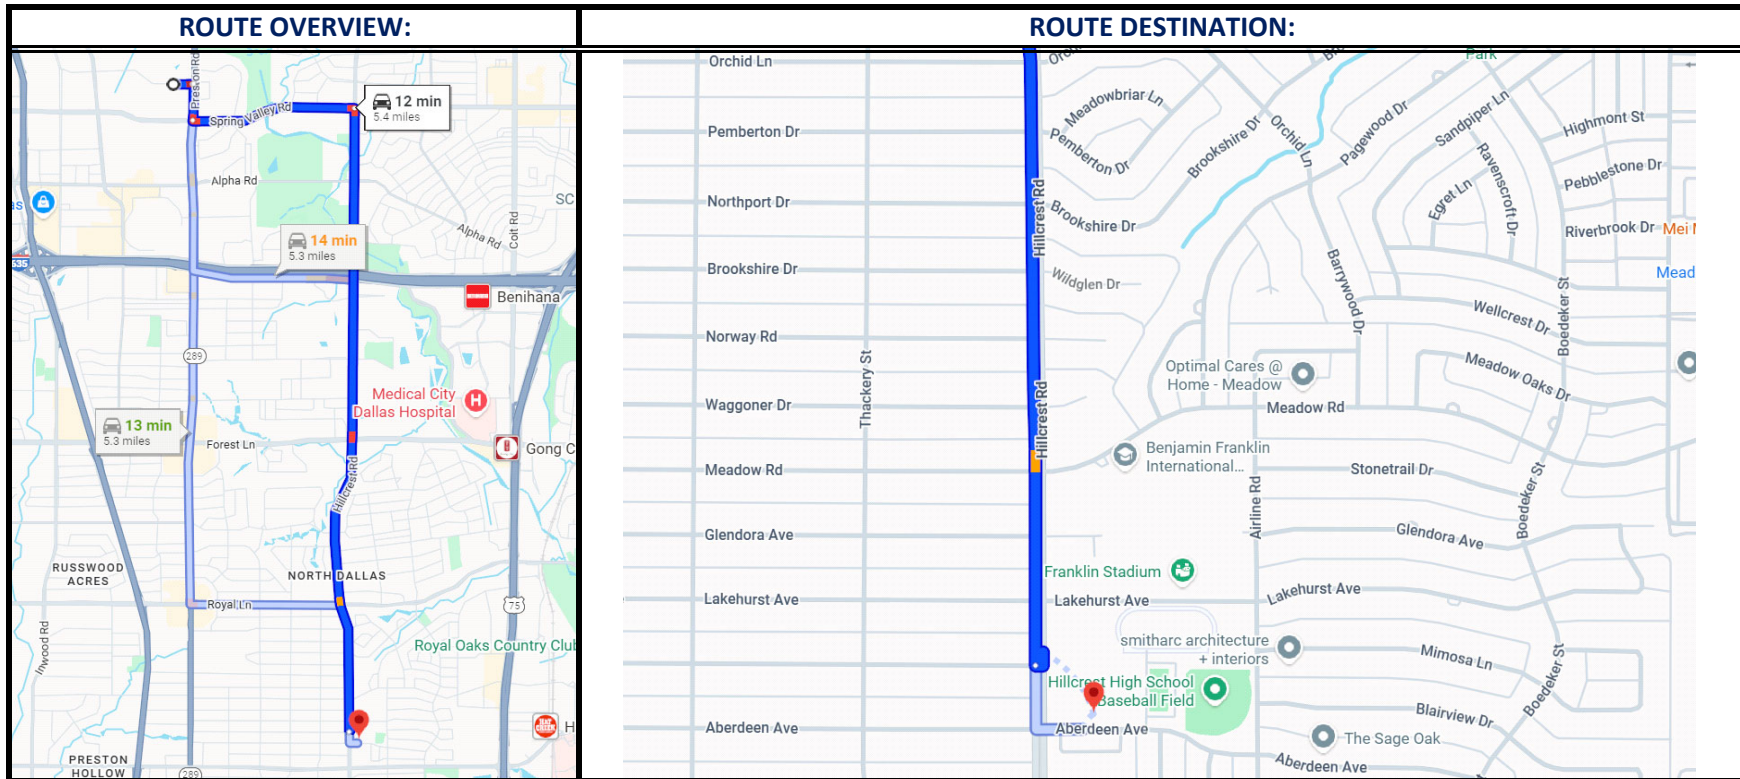 ROUTE OVERVIEW:
ROUTE DESTINATION:
Preston Rd
Spring Valley Rd
12 min
5.4 miles
Alpha Rd
SC
as
Coit Rd
Alpha Rd
14 min
5.3 miles
635
Benihana
289
Medical City
Dallas Hospital
H
13 min
5.3 miles
Forest Ln
Gong C
Hillcrest Rd
RUSSWOOD
ACRES
NORTH DALLAS
Royal Ln
75
Inwood Rd
Royal Oaks Country Club
H
PRESTON
HOLLOW
289
Orchid Ln
Park
Meadowbriar Ln
Pemberton Dr
Pemberton Dr
Brookshire Dr
Orchid Ln
Pagewood Dr
Sandpiper Ln
Highmont St
Ravenscroft Dr
Pebblestone Dr
Egret Ln
Northport Dr
Hillcrest Rd
Brookshire Dr
Riverbrook Dr
Mei
Brookshire Dr
Wildglen Dr
Barrywood Dr
Mead
Wellcrest Dr
Boedeker St
Norway Rd
Thackery St
Optimal Cares @
Home - Meadow
Meadow Oaks Dr
Waggoner Dr
Hillcrest Rd
Meadow Rd
Benjamin Franklin
International...
Meadow Rd
Stonetrail Dr
Boedeker St
Airline Rd
Glendora Ave
Glendora Ave
Franklin Stadium
Lakehurst Ave
Lakehurst Ave
Lakehurst Ave
smitharc architecture
+ interiors
Mimosa Ln
Hillcrest High School
Baseball Field
Boedeker St
Blairview Dr
Aberdeen Ave
Aberdeen Ave
The Sage Oak
Aberdeen Ave